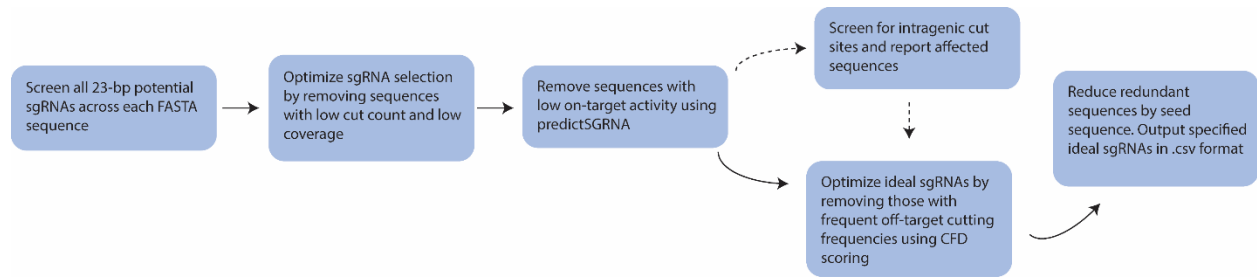 Screen all 23-bp potential
sgRNAs across each FASTA
sequence
Optimize sgRNA selection
by removing sequences
with low cut count and low
coverage
Remove sequences with
low on-target activity using
predictSGRNA
Screen for intragenic cut
sites and report affected
sequences
Optimize ideal sgRNAs by
removing those with
frequent off-target cutting
frequencies using CFD
scoring
Reduce redundant
sequences by seed
sequence. Output specified
ideal sgRNAs in .csv format